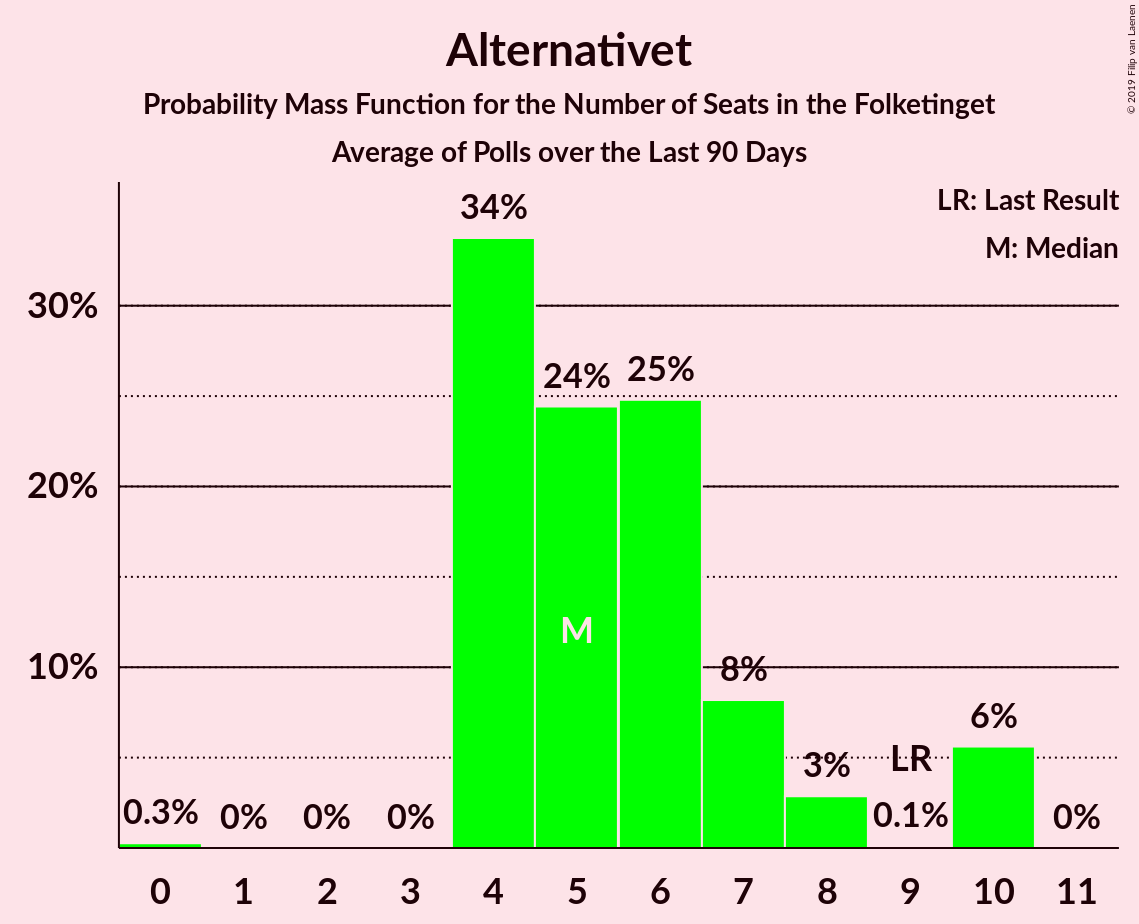 Alternativet
Probability Mass Function for the Number of Seats in the Folketinget
Average of Polls over the Last 90 Days
© 2019 Filip van Laenen
LR: Last Result
M: Median
34%
30%
24%
25%
20%
M
10%
8%
6%
3%
LR
0.3%
0%
0%
0%
0.1%
0%
0 1 2 3 4 5 6 7 8 9 10 11